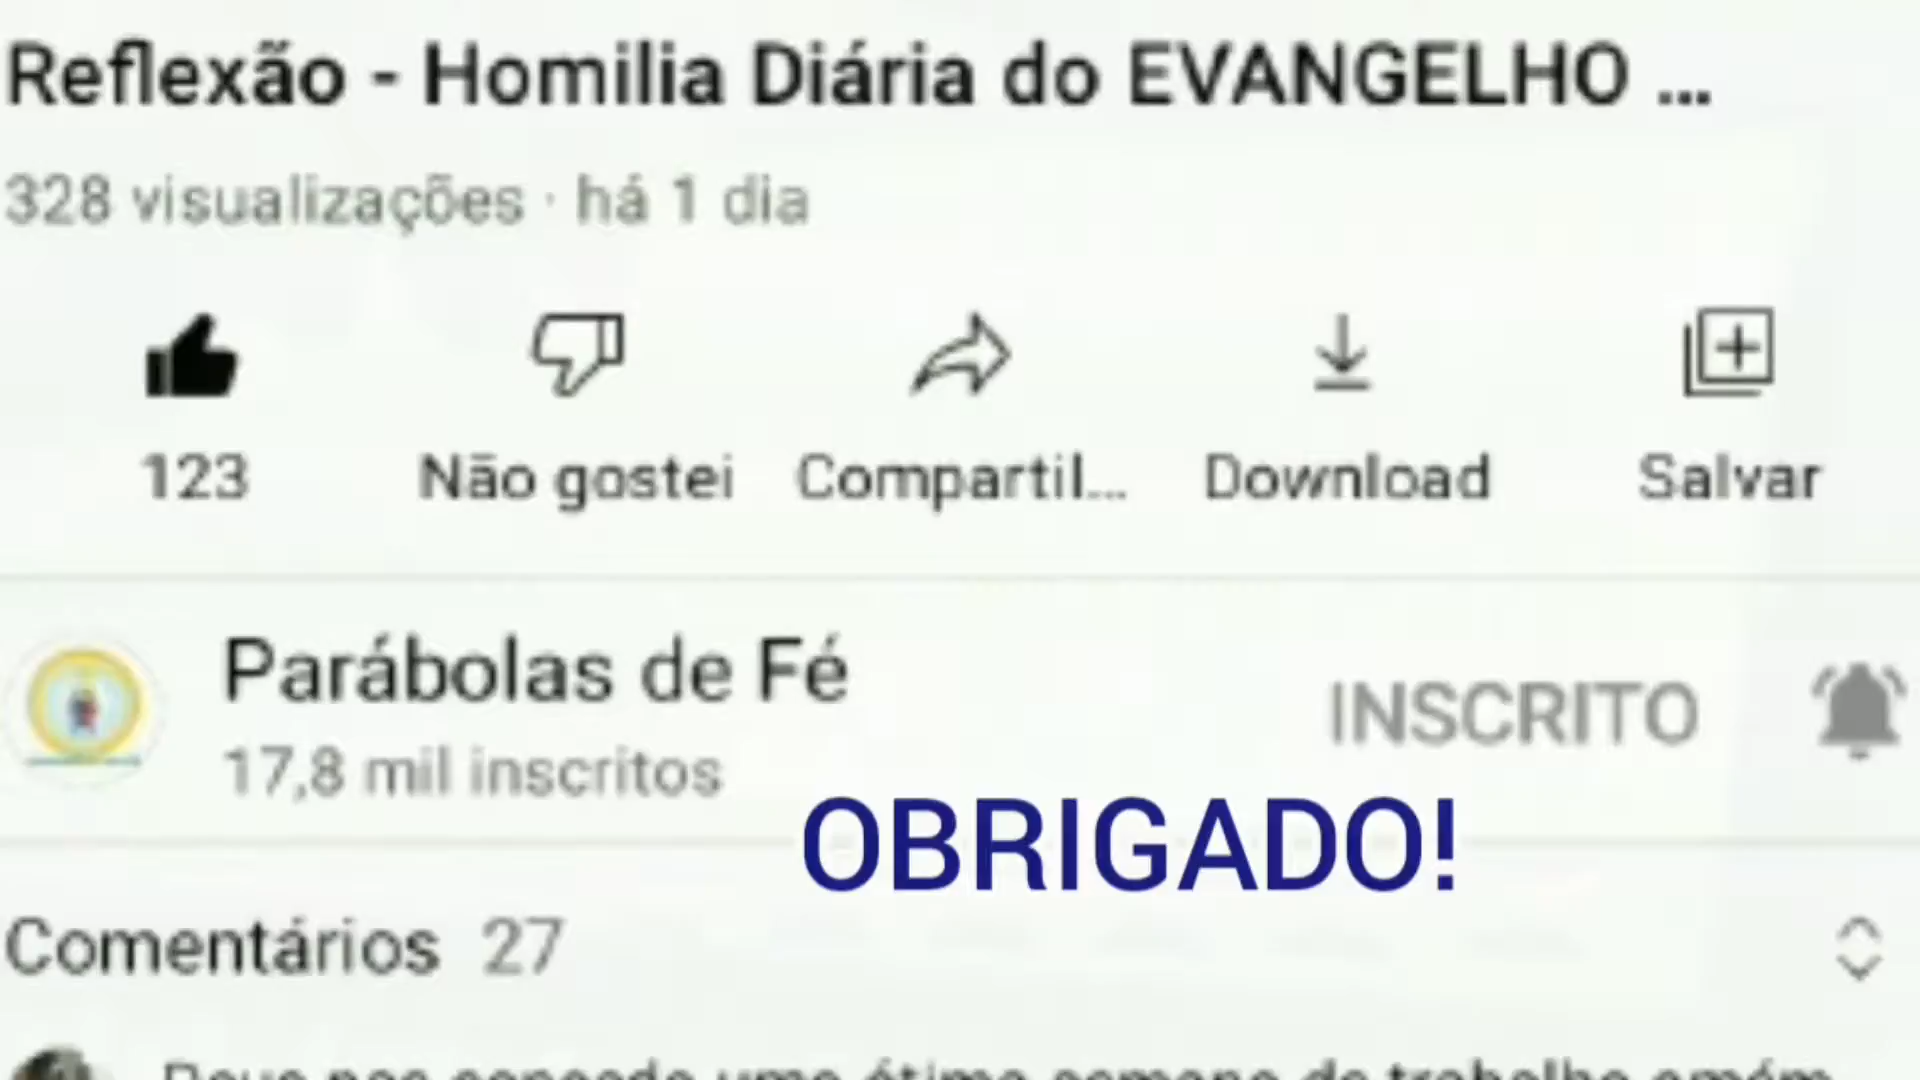 Reflexão - Homilia Diária do EVANGELHO ...
328 visualizações · há 1 dia
123 Não gostei Compartil... Download Salvar
Parábolas de Fé
INSCRITO
17,8 mil inscritos
OBRIGADO!
Comentários 27